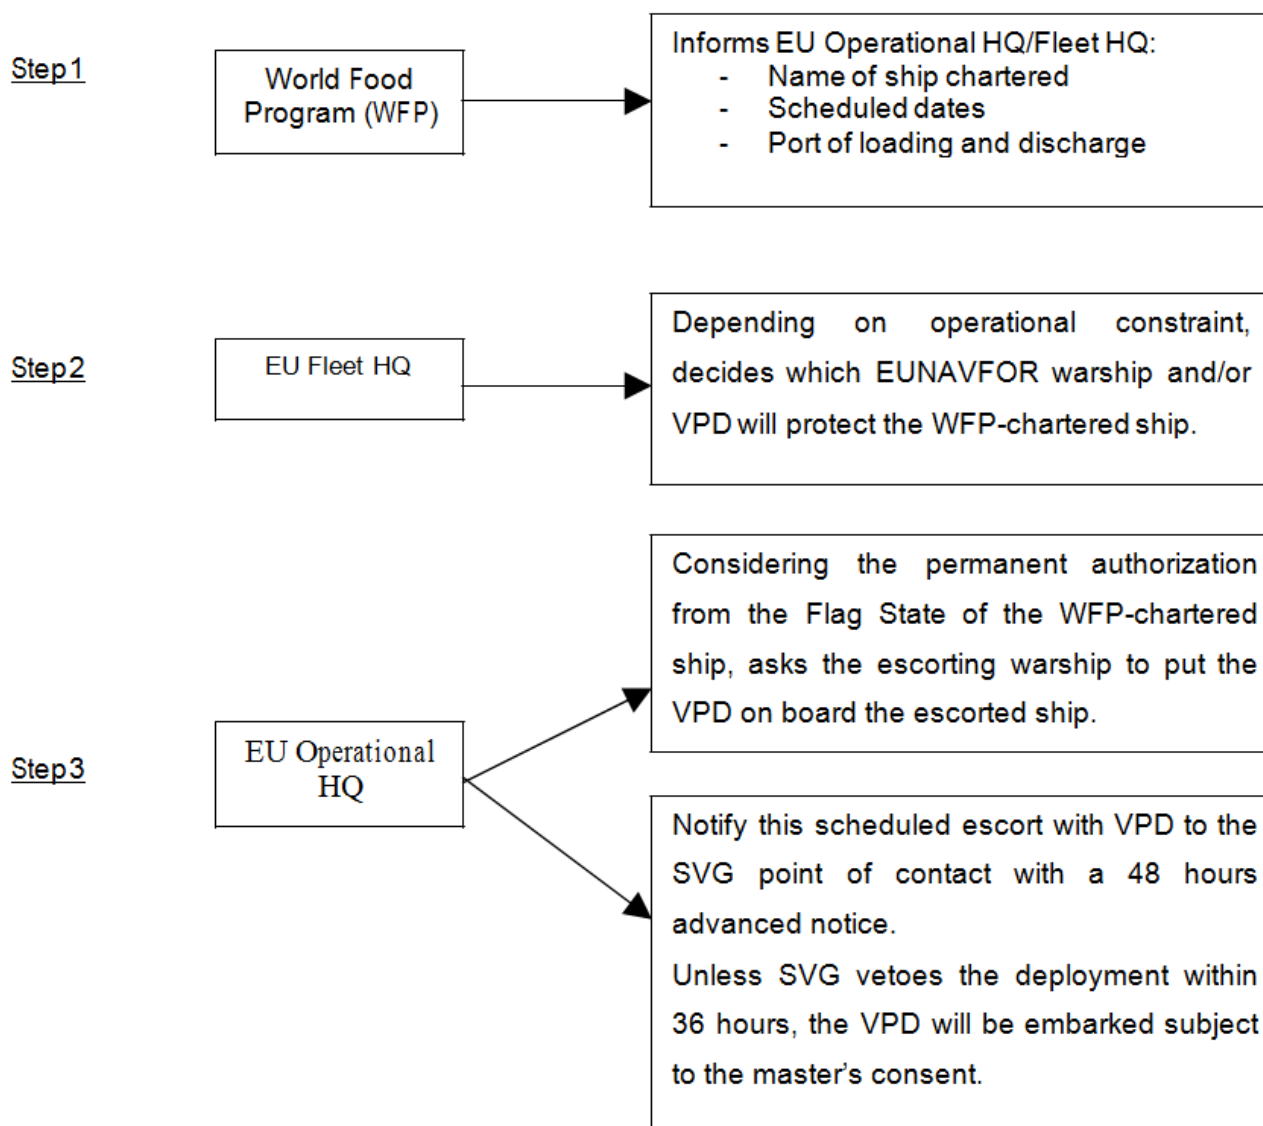 Step1
World Food
Program (WFP)
Informs EU Operational HQ/Fleet HQ:
- Name of ship chartered
- Scheduled dates
- Port of loading and discharge
Step2
EU Fleet HQ
Depending on operational constraint,
decides which EUNAVFOR warship and/or
VPD will protect the WFP-chartered ship.
Step3
EU Operational
HQ
Considering the permanent authorization
from the Flag State of the WFP-chartered
ship, asks the escorting warship to put the
VPD on board the escorted ship.
Notify this scheduled escort with VPD to the
SVG point of contact with a 48 hours
advanced notice.
Unless SVG vetoes the deployment within
36 hours, the VPD will be embarked subject
to the master's consent.